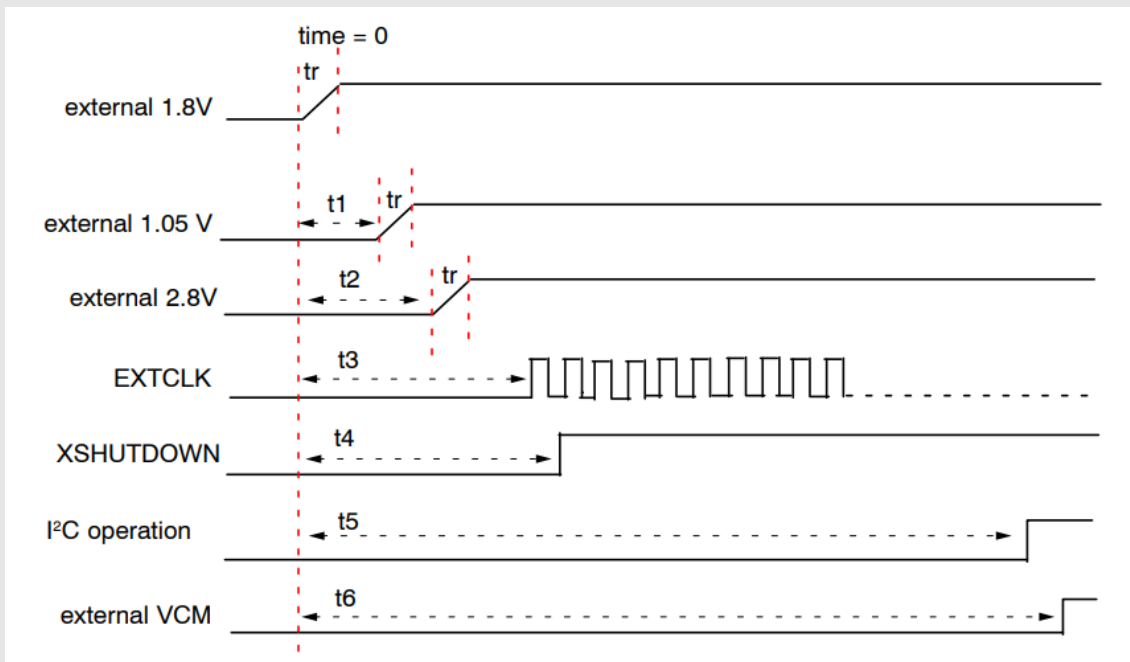 time = 0
tr
external 1.8V
t1
tr
external 1.05 V
t2
tr
external 2.8V
t3
EXTCLK
t4
XSHUTDOWN
t5
I²C operation
t6
external VCM